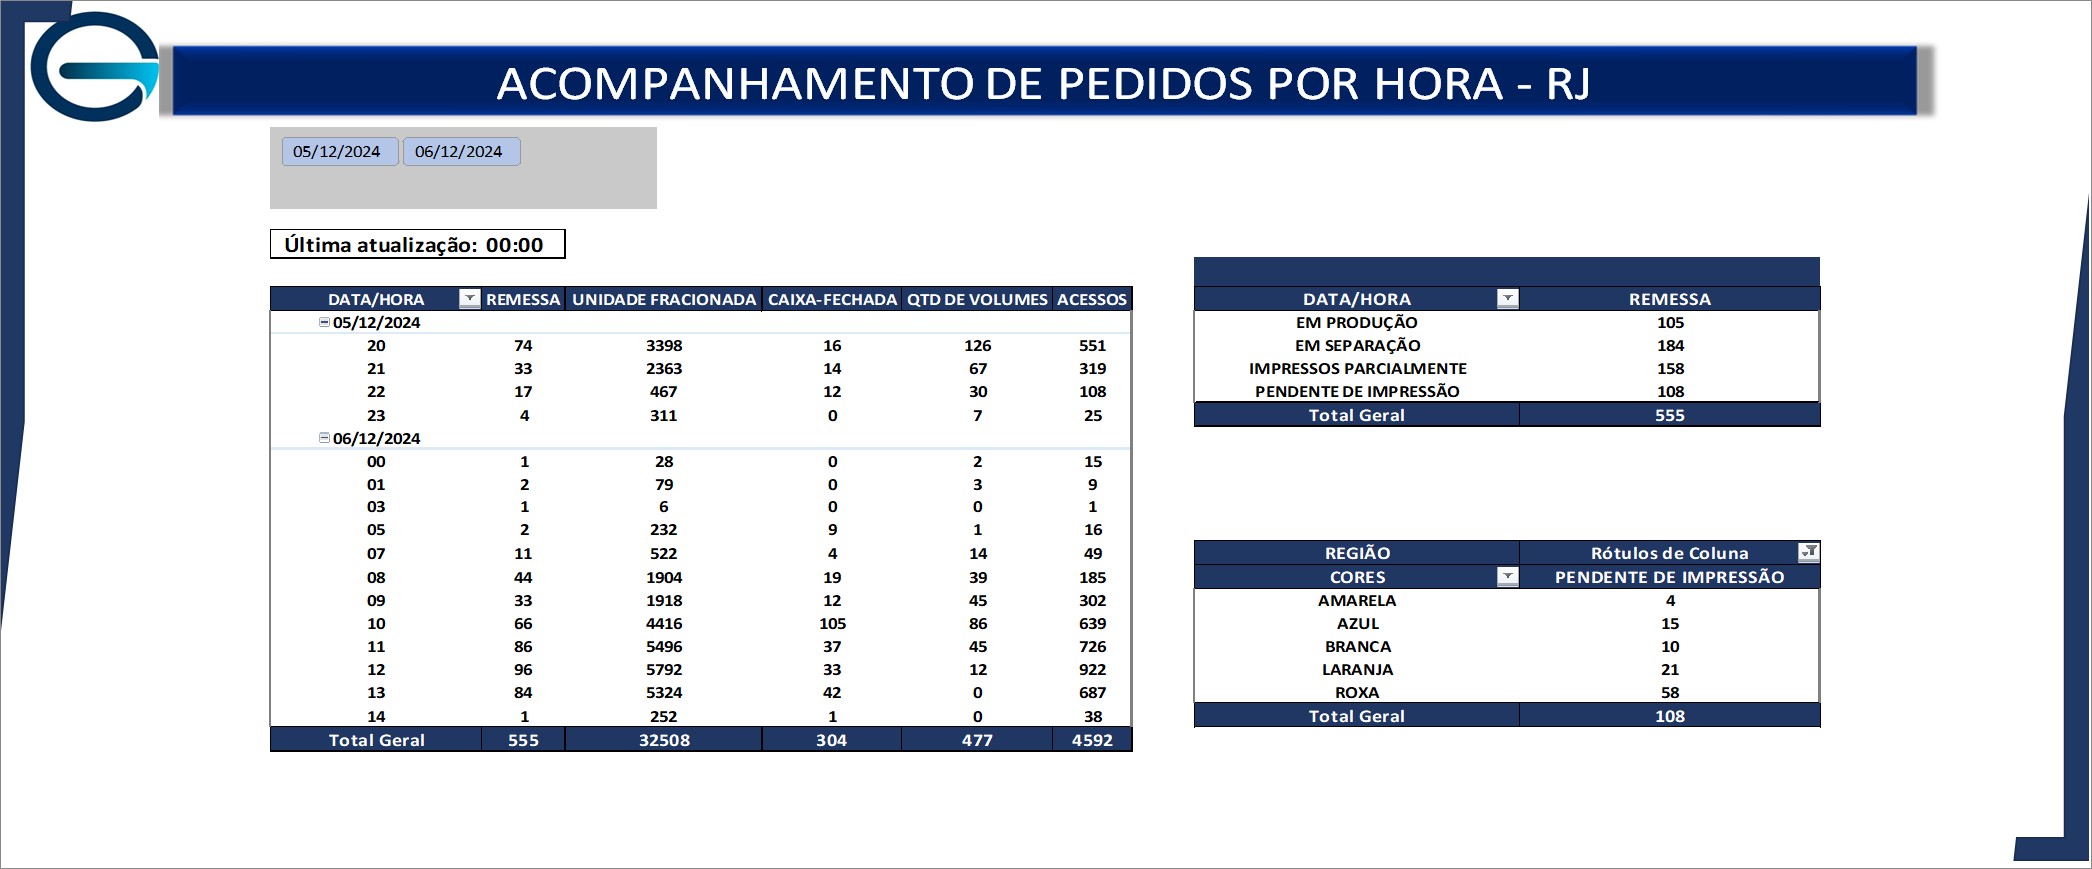 ACOMPANHAMENTO DE PEDIDOS POR HORA - RJ
05/12/2024 06/12/2024
Última atualização: 00:00
DATA/HORA REMESSA UNIDADE FRACIONADA CAIXA-FECHADA QTD DE VOLUMES ACESSOS
05/12/2024
20 74 3398 16 126 551
21 33 2363 14 67 319
22 17 467 12 30 108
23 4 311 0 7 25
06/12/2024
00 1 28 0 2 15
01 2 79 0 3 9
03 1 6 0 0 1
05 2 232 9 1 16
07 11 522 4 14 49
08 44 1904 19 39 185
09 33 1918 12 45 302
10 66 4416 105 86 639
11 86 5496 37 45 726
12 96 5792 33 12 922
13 84 5324 42 0 687
14 1 252 1 0 38
Total Geral 555 32508 304 477 4592
DATA/HORA REMESSA
EM PRODUÇÃO 105
EM SEPARAÇÃO 184
IMPRESSOS PARCIALMENTE 158
PENDENTE DE IMPRESSÃO 108
Total Geral 555
REGIÃO Rótulos de Coluna
CORES PENDENTE DE IMPRESSÃO
AMARELA 4
AZUL 15
BRANCA 10
LARANJA 21
ROXA 58
Total Geral 108